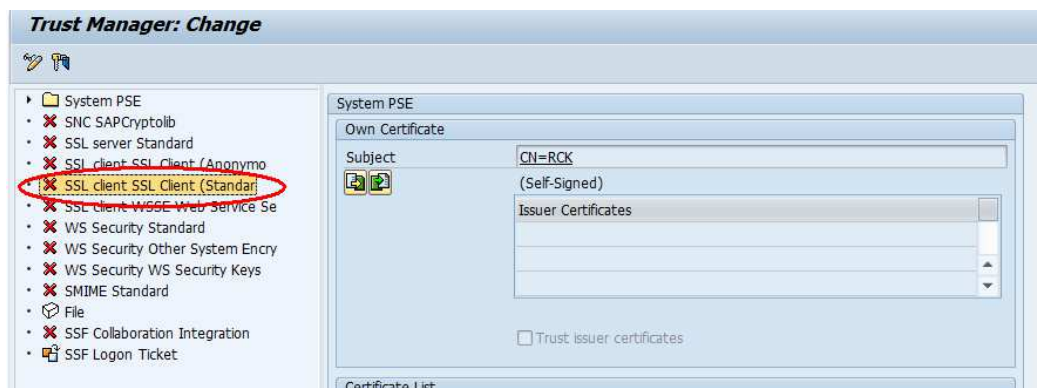 Trust Manager: Change
System PSE
SNC SAPCryptolib
SSL server Standard
SSL client SSL Client (Anonymo
SSL client SSL Client (Standar
SSL client WSSE Web Service Se
WS Security Standard
WS Security Other System Encry
WS Security WS Security Keys
SMIME Standard
File
SSF Collaboration Integration
SSF Logon Ticket
System PSE
Own Certificate
Subject CN=RCK
(Self-Signed)
Issuer Certificates
Trust issuer certificates
Certificate List